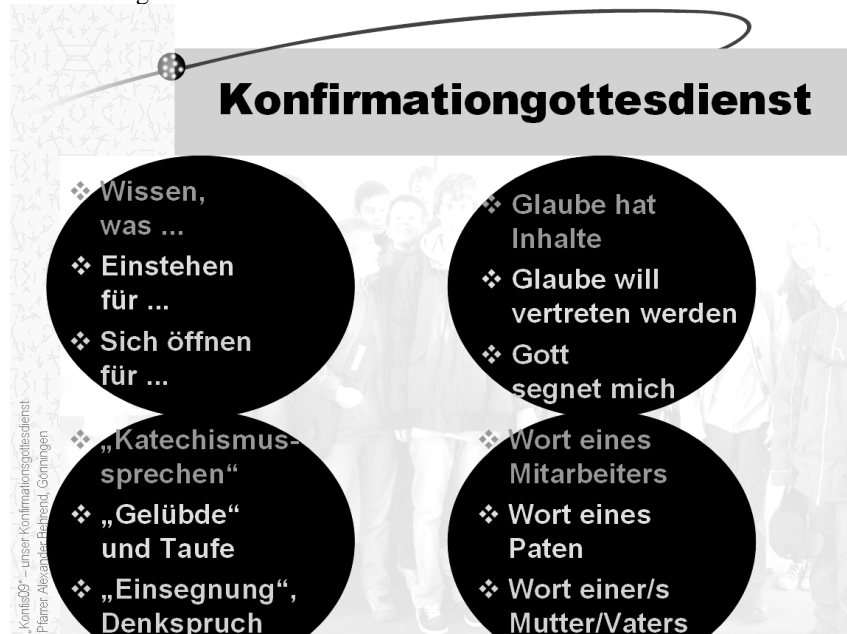 Konfirmationgottesdienst
❖ Wissen,
was ...
❖ Einstehen
für ...
❖ Sich öffnen
für ...
❖ Glaube hat
Inhalte
❖ Glaube will
vertreten werden
❖ Gott
segnet mich
❖ „Katechismus-
sprechen“
❖ „Gelübde“
und Taufe
❖ „Einsegnung“,
Denkspruch
❖ Wort eines
Mitarbeiters
❖ Wort eines
Paten
❖ Wort einer/s
Mutter/Vaters
„Konfis09“ – unser Konfirmationsgottesdienst
Pfarrer Alexander Behrend, Gönningen